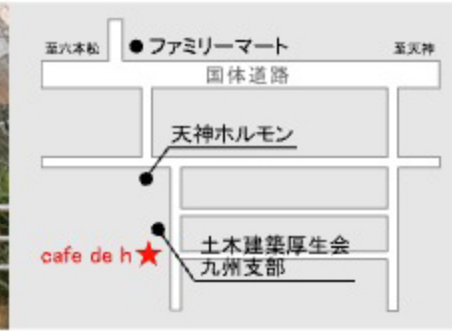 至六本松
ファミリーマート
至天神
国体道路
天神ホルモン
cafe de h
土木建築厚生会
九州支部